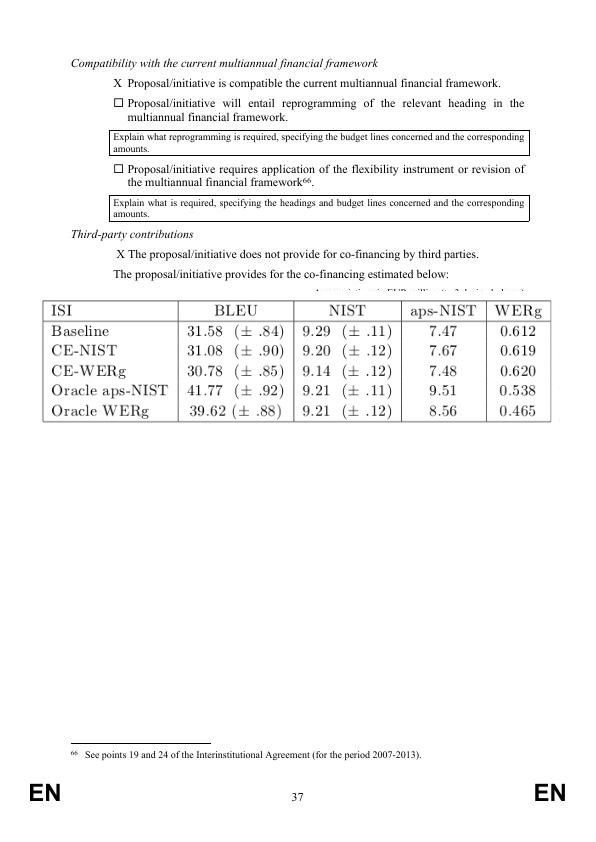 Compatibility with the current multiannual financial framework
X Proposal/initiative is compatible the current multiannual financial framework.
☐ Proposal/initiative will entail reprogramming of the relevant heading in the
multiannual financial framework.
Explain what reprogramming is required, specifying the budget lines concerned and the corresponding
amounts.
☐ Proposal/initiative requires application of the flexibility instrument or revision of
the multiannual financial framework⁶⁶.
Explain what is required, specifying the headings and budget lines concerned and the corresponding
amounts.
Third-party contributions
X The proposal/initiative does not provide for co-financing by third parties.
The proposal/initiative provides for the co-financing estimated below:
ISI BLEU NIST aps-NIST WERg
Baseline 31.58 (± .84) 9.29 (± .11) 7.47 0.612
CE-NIST 31.08 (± .90) 9.20 (± .12) 7.67 0.619
CE-WERg 30.78 (± .85) 9.14 (± .12) 7.48 0.620
Oracle aps-NIST 41.77 (± .92) 9.21 (± .11) 9.51 0.538
Oracle WERg 39.62 (± .88) 9.21 (± .12) 8.56 0.465
⁶⁶ See points 19 and 24 of the Interinstitutional Agreement (for the period 2007-2013).
EN 37 EN